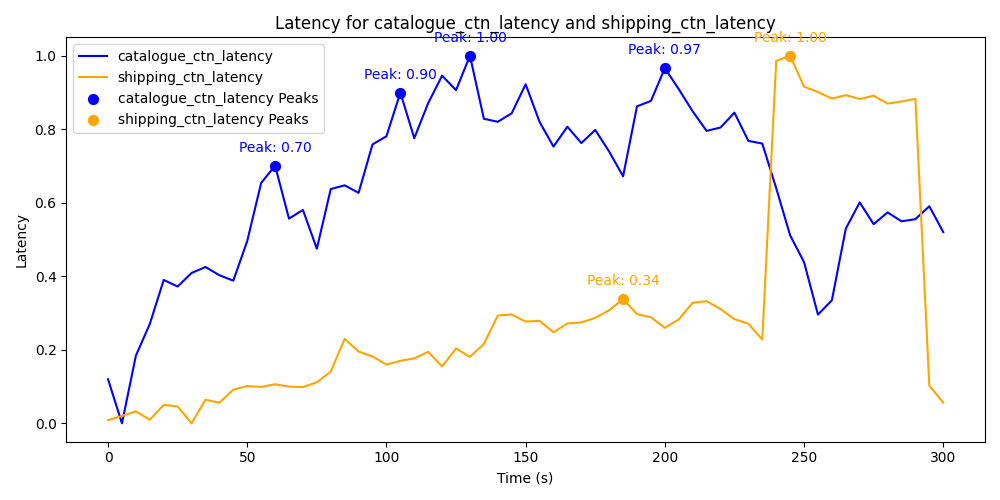 Latency for catalogue_ctn_latency and shipping_ctn_latency
catalogue_ctn_latency
shipping_ctn_latency
catalogue_ctn_latency Peaks
shipping_ctn_latency Peaks
Peak: 0.70
Peak: 0.90
Peak: 1.00
Peak: 0.97
Peak: 1.00
Peak: 0.34
Latency
1.0
0.8
0.6
0.4
0.2
0.0
0 50 100 150 200 250 300
Time (s)